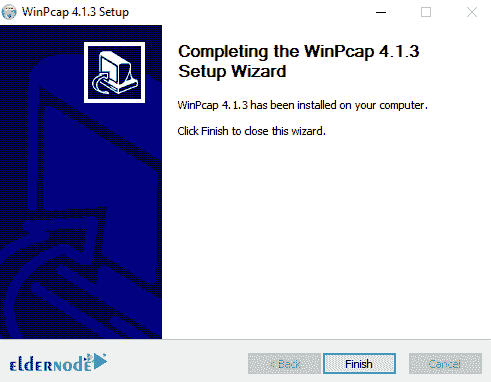 WinPcap 4.1.3 Setup
Completing the WinPcap 4.1.3
Setup Wizard
WinPcap 4.1.3 has been installed on your computer.
Click Finish to close this wizard.
eldernode
< Back
Finish
Cancel